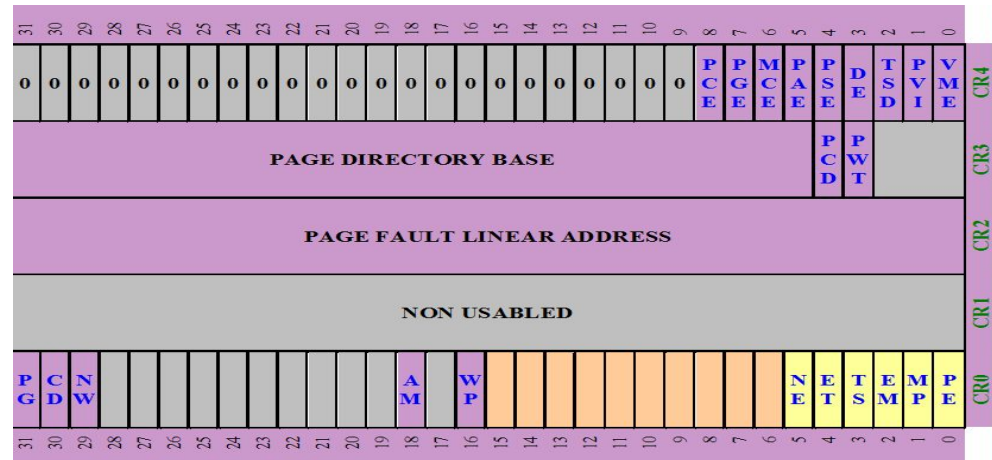 31 30 29 28 27 26 25 24 23 22 21 20 19 18 17 16 15 14 13 12 11 10 9 8 7 6 5 4 3 2 1 0
0 0 0 0 0 0 0 0 0 0 0 0 0 0 0 0 0 0 0 0 0 0 0 PCE PGE MCE PAE PSE DE TSD PVI VME CR4
PAGE DIRECTORY BASE PCD PWT CR3
PAGE FAULT LINEAR ADDRESS CR2
NON USABLED CR1
PG CD NW AM WP NE ET TS EM MP PE CR0
31 30 29 28 27 26 25 24 23 22 21 20 19 18 17 16 15 14 13 12 11 10 9 8 7 6 5 4 3 2 1 0